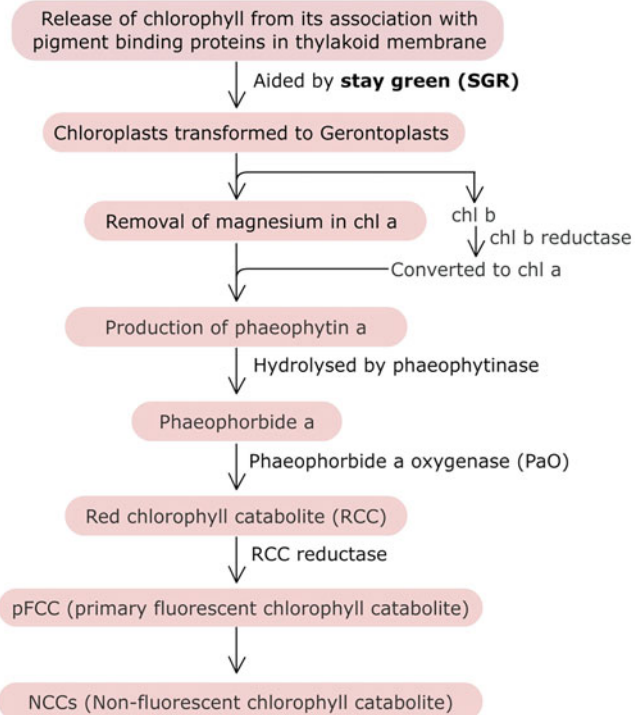 Release of chlorophyll from its association with
pigment binding proteins in thylakoid membrane
Aided by stay green (SGR)
Chloroplasts transformed to Gerontoplasts
Removal of magnesium in chl a
chl b
chl b reductase
Converted to chl a
Production of phaeophytin a
Hydrolysed by phaeophytinase
Phaeophorbide a
Phaeophorbide a oxygenase (PaO)
Red chlorophyll catabolite (RCC)
RCC reductase
pFCC (primary fluorescent chlorophyll catabolite)
NCCs (Non-fluorescent chlorophyll catabolite)